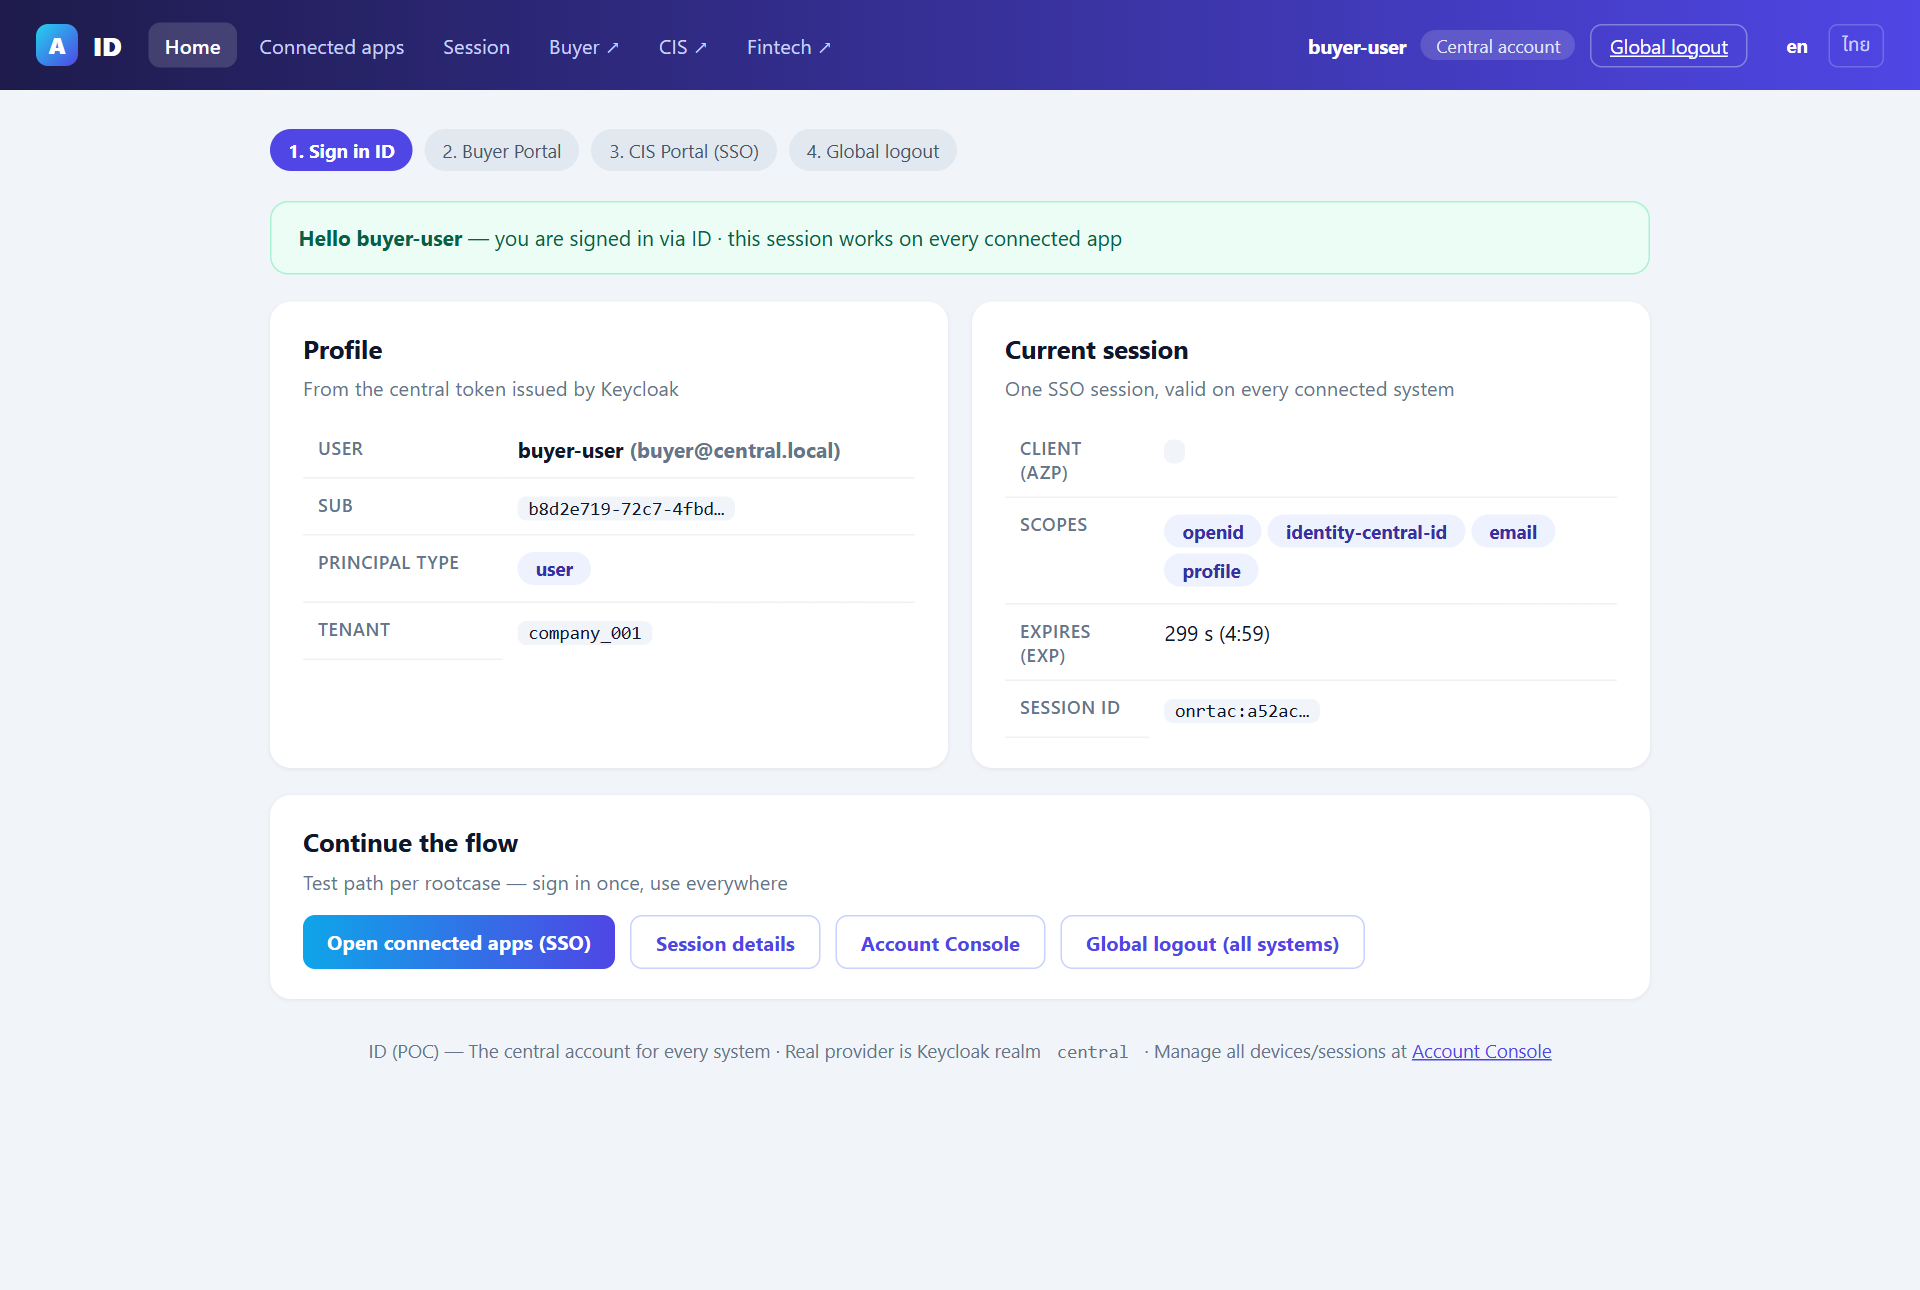 A ID Home Connected apps Session Buyer ↗ CIS ↗ Fintech ↗ buyer-user Central account Global logout en ไทย
1. Sign in ID 2. Buyer Portal 3. CIS Portal (SSO) 4. Global logout
Hello buyer-user — you are signed in via ID · this session works on every connected app
Profile
From the central token issued by Keycloak
USER buyer-user (buyer@central.local)
SUB b8d2e719-72c7-4fbd…
PRINCIPAL TYPE user
TENANT company_001
Current session
One SSO session, valid on every connected system
CLIENT
(AZP)
SCOPES openid identity-central-id email
profile
EXPIRES 299 s (4:59)
(EXP)
SESSION ID onrtac:a52ac…
Continue the flow
Test path per rootcase — sign in once, use everywhere
Open connected apps (SSO) Session details Account Console Global logout (all systems)
ID (POC) — The central account for every system · Real provider is Keycloak realm central · Manage all devices/sessions at Account Console